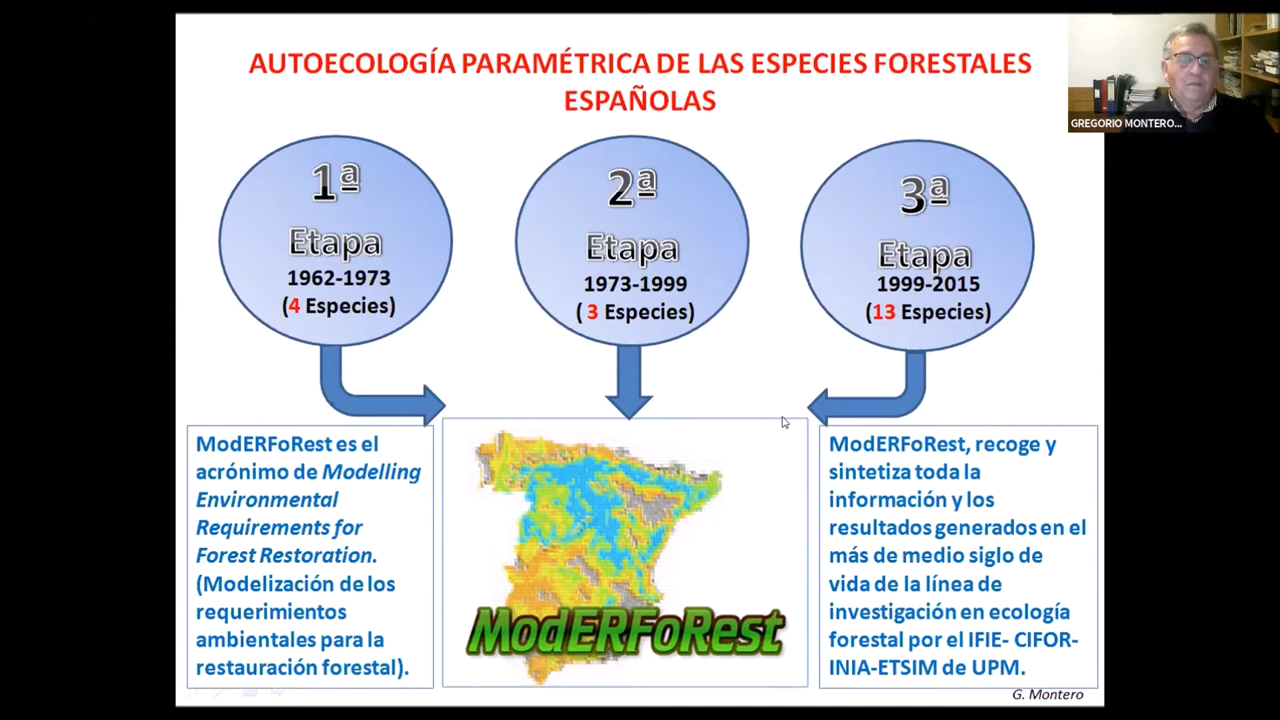 AUTOECOLOGÍA PARAMÉTRICA DE LAS ESPECIES FORESTALES
ESPAÑOLAS
GREGORIO MONTERO...
1ª
Etapa
1962-1973
(4 Especies)
2ª
Etapa
1973-1999
( 3 Especies)
3ª
Etapa
1999-2015
(13 Especies)
ModERFoRest es el
acrónimo de Modelling
Environmental
Requirements for
Forest Restoration.
(Modelización de los
requerimientos
ambientales para la
restauración forestal).
ModERFoRest
ModERFoRest, recoge y
sintetiza toda la
información y los
resultados generados en el
más de medio siglo de
vida de la línea de
investigación en ecología
forestal por el IFIE- CIFOR-
INIA-ETSIM de UPM.
G. Montero